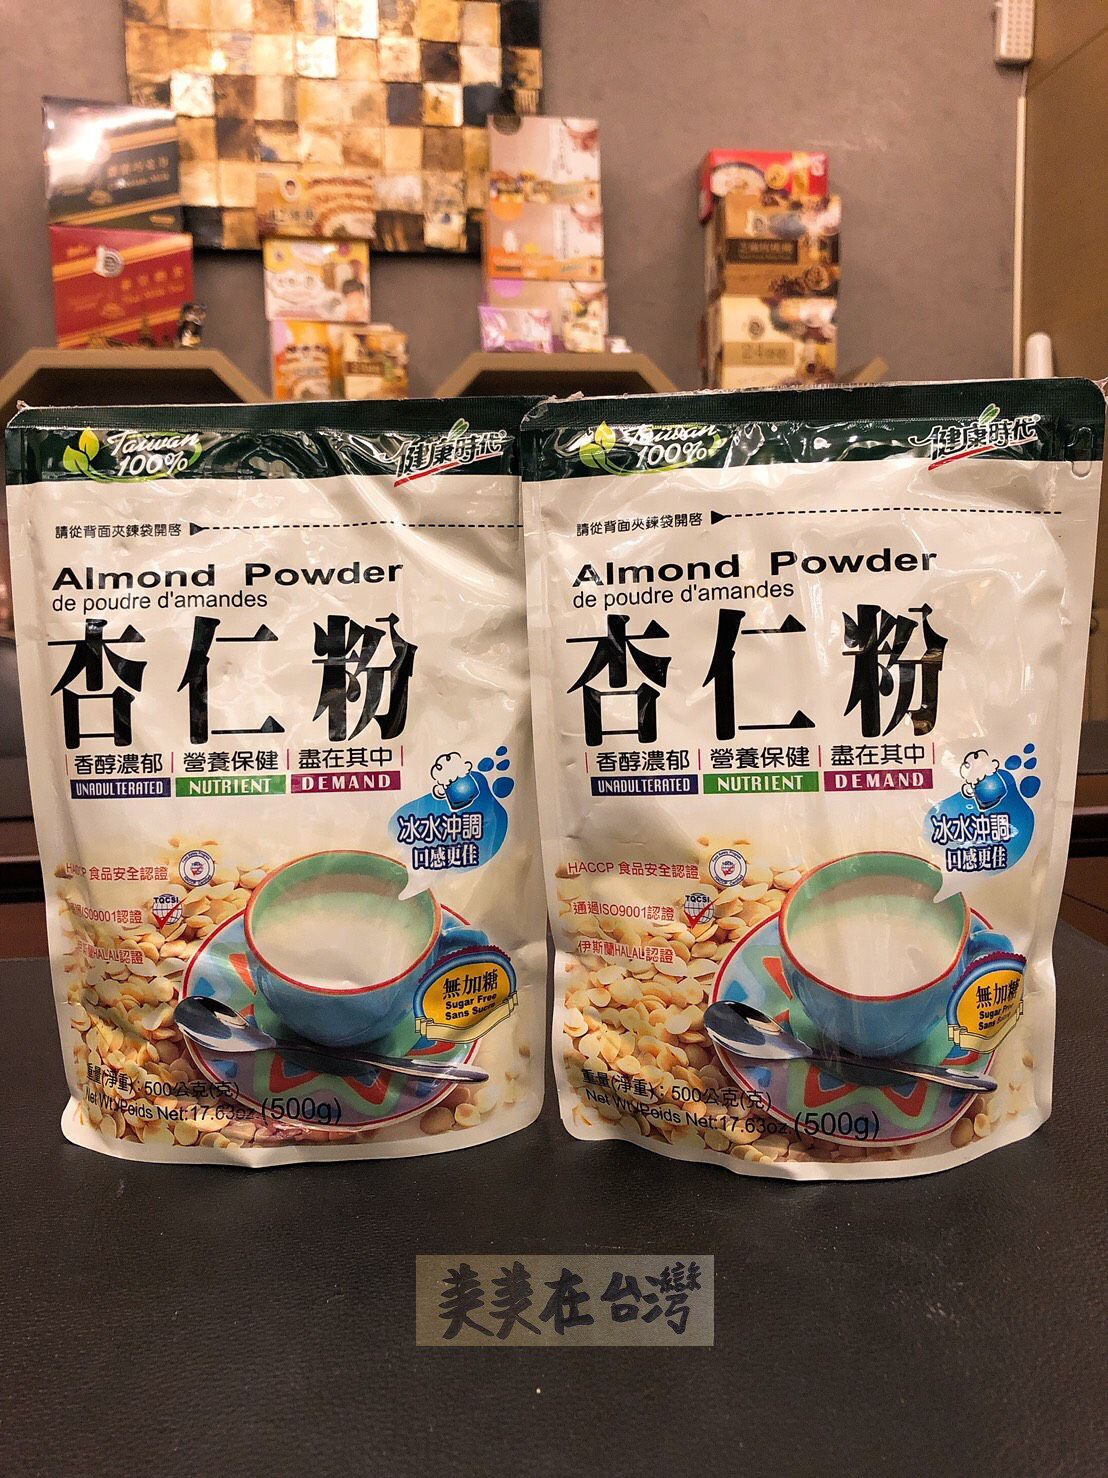 Taiwan
100%
健康時代
請從背面夾鍊袋開啓
Almond Powder
de poudre d'amandes
杏仁粉
香醇濃郁 | 營養保健 | 盡在其中
UNADULTERATED NUTRIENT DEMAND
冰水沖調
口感更佳
HACCP 食品安全認證
ISO9001認證
TQCSI
伊斯蘭HALAL認證
無加糖
Sugar Free
Sans Sucre
重量(淨重):500公克(克)
Net Wt./Poids Net:17.63oz (500g)
Taiwan
100%
健康時代
請從背面夾鍊袋開啓
Almond Powder
de poudre d'amandes
杏仁粉
香醇濃郁 | 營養保健 | 盡在其中
UNADULTERATED NUTRIENT DEMAND
冰水沖調
口感更佳
HACCP 食品安全認證
通過ISO9001認證
TQCSI
伊斯蘭HALAL認證
無加糖
Sugar Free
Sans
重量(淨重):500公克(克)
Net Wt./Poids Net:17.63oz (500g)
美美在台灣